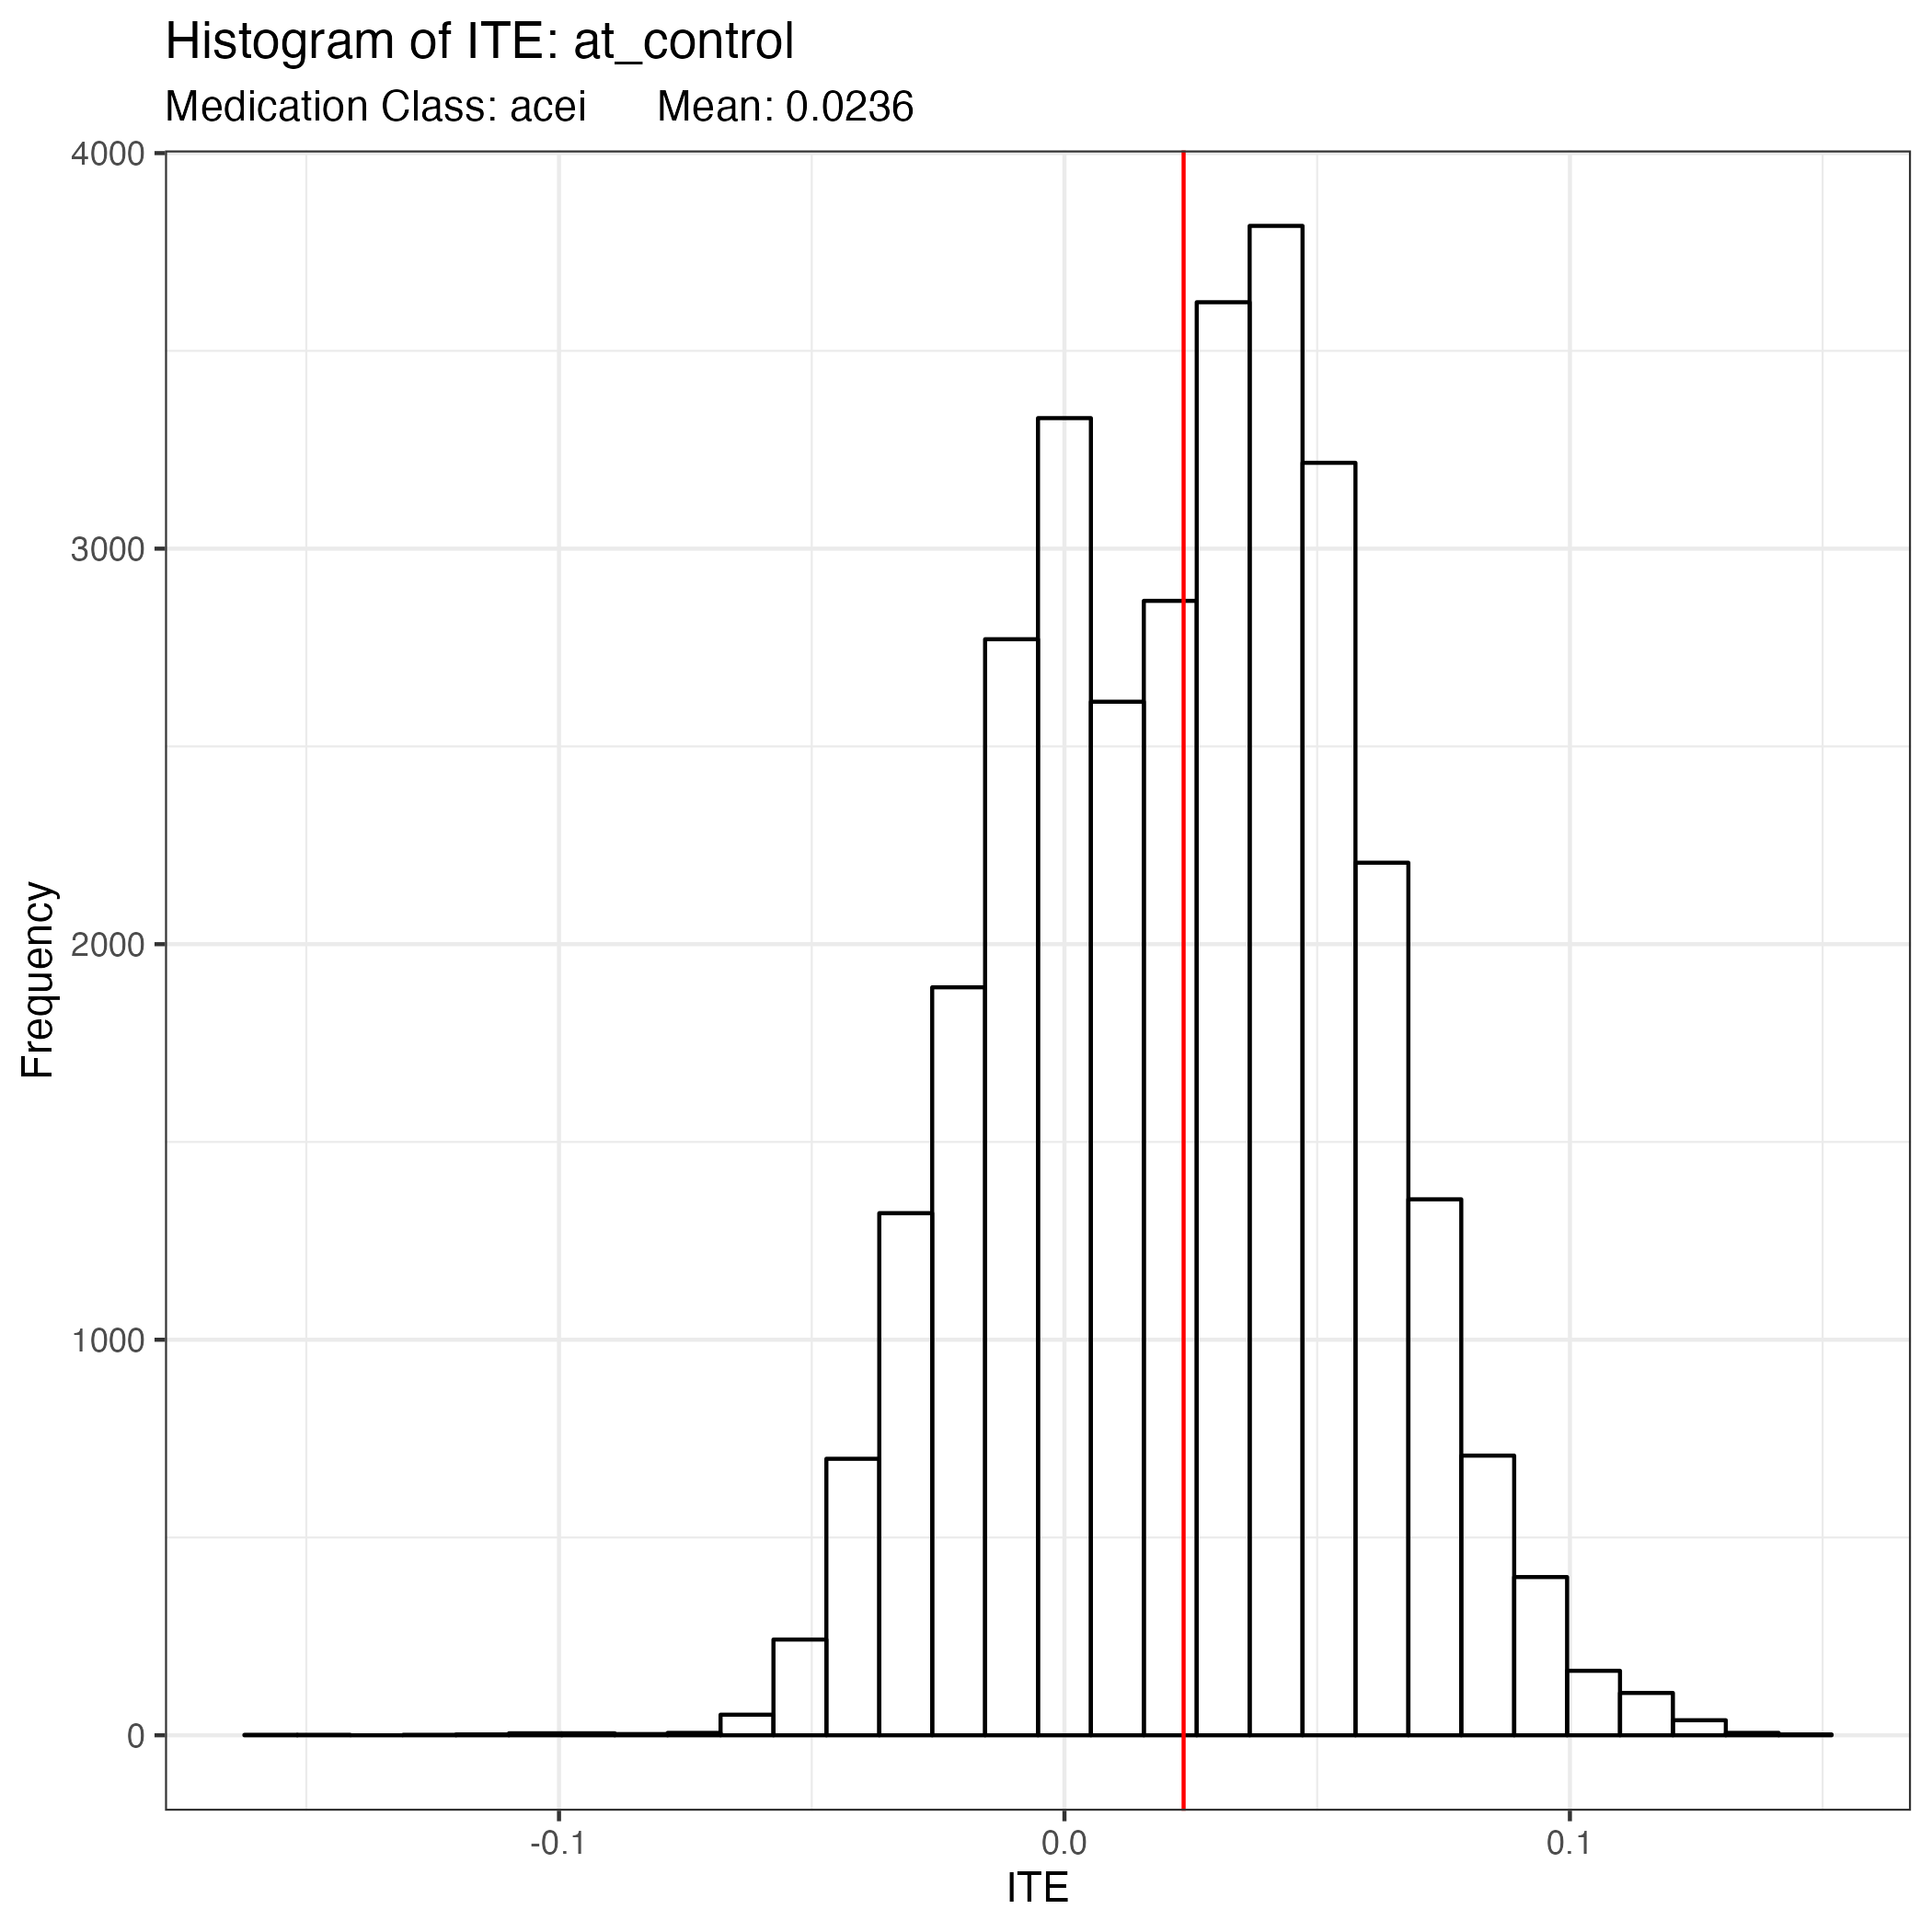 Histogram of ITE: at_control
Medication Class: acei Mean: 0.0236
4000
3000
2000
1000
0
Frequency
-0.1 0.0 0.1
ITE